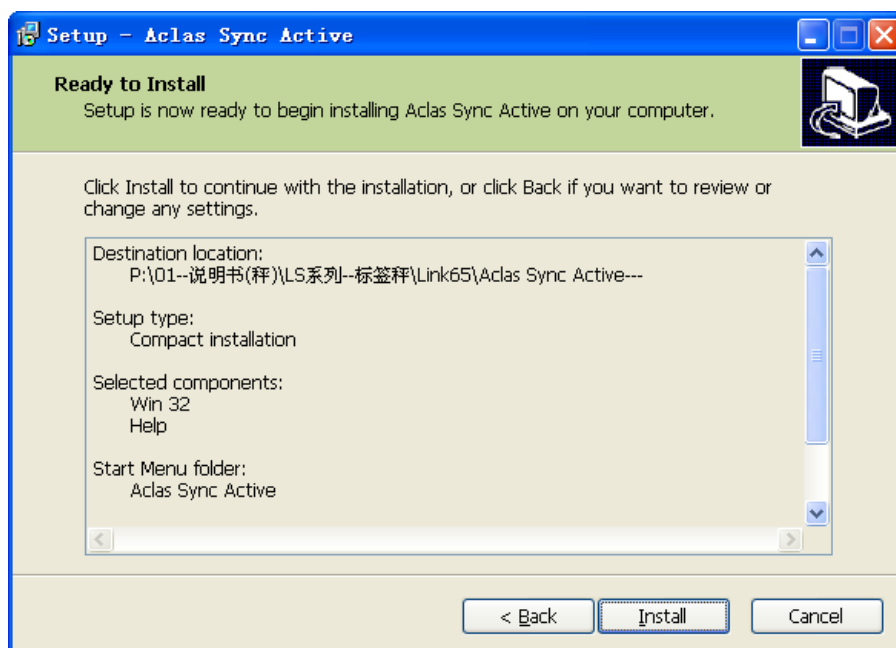 Setup - Aclas Sync Active
Ready to Install
Setup is now ready to begin installing Aclas Sync Active on your computer.
Click Install to continue with the installation, or click Back if you want to review or
change any settings.
Destination location:
P:\01--说明书(秤)\LS系列--标签秤\Link65\Aclas Sync Active---
Setup type:
Compact installation
Selected components:
Win 32
Help
Start Menu folder:
Aclas Sync Active
< Back
Install
Cancel